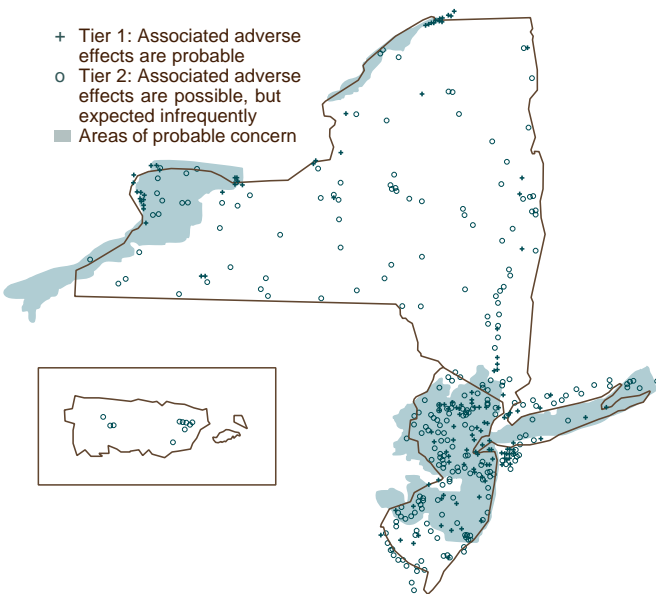 + Tier 1: Associated adverse
effects are probable
o Tier 2: Associated adverse
effects are possible, but
expected infrequently
Areas of probable concern